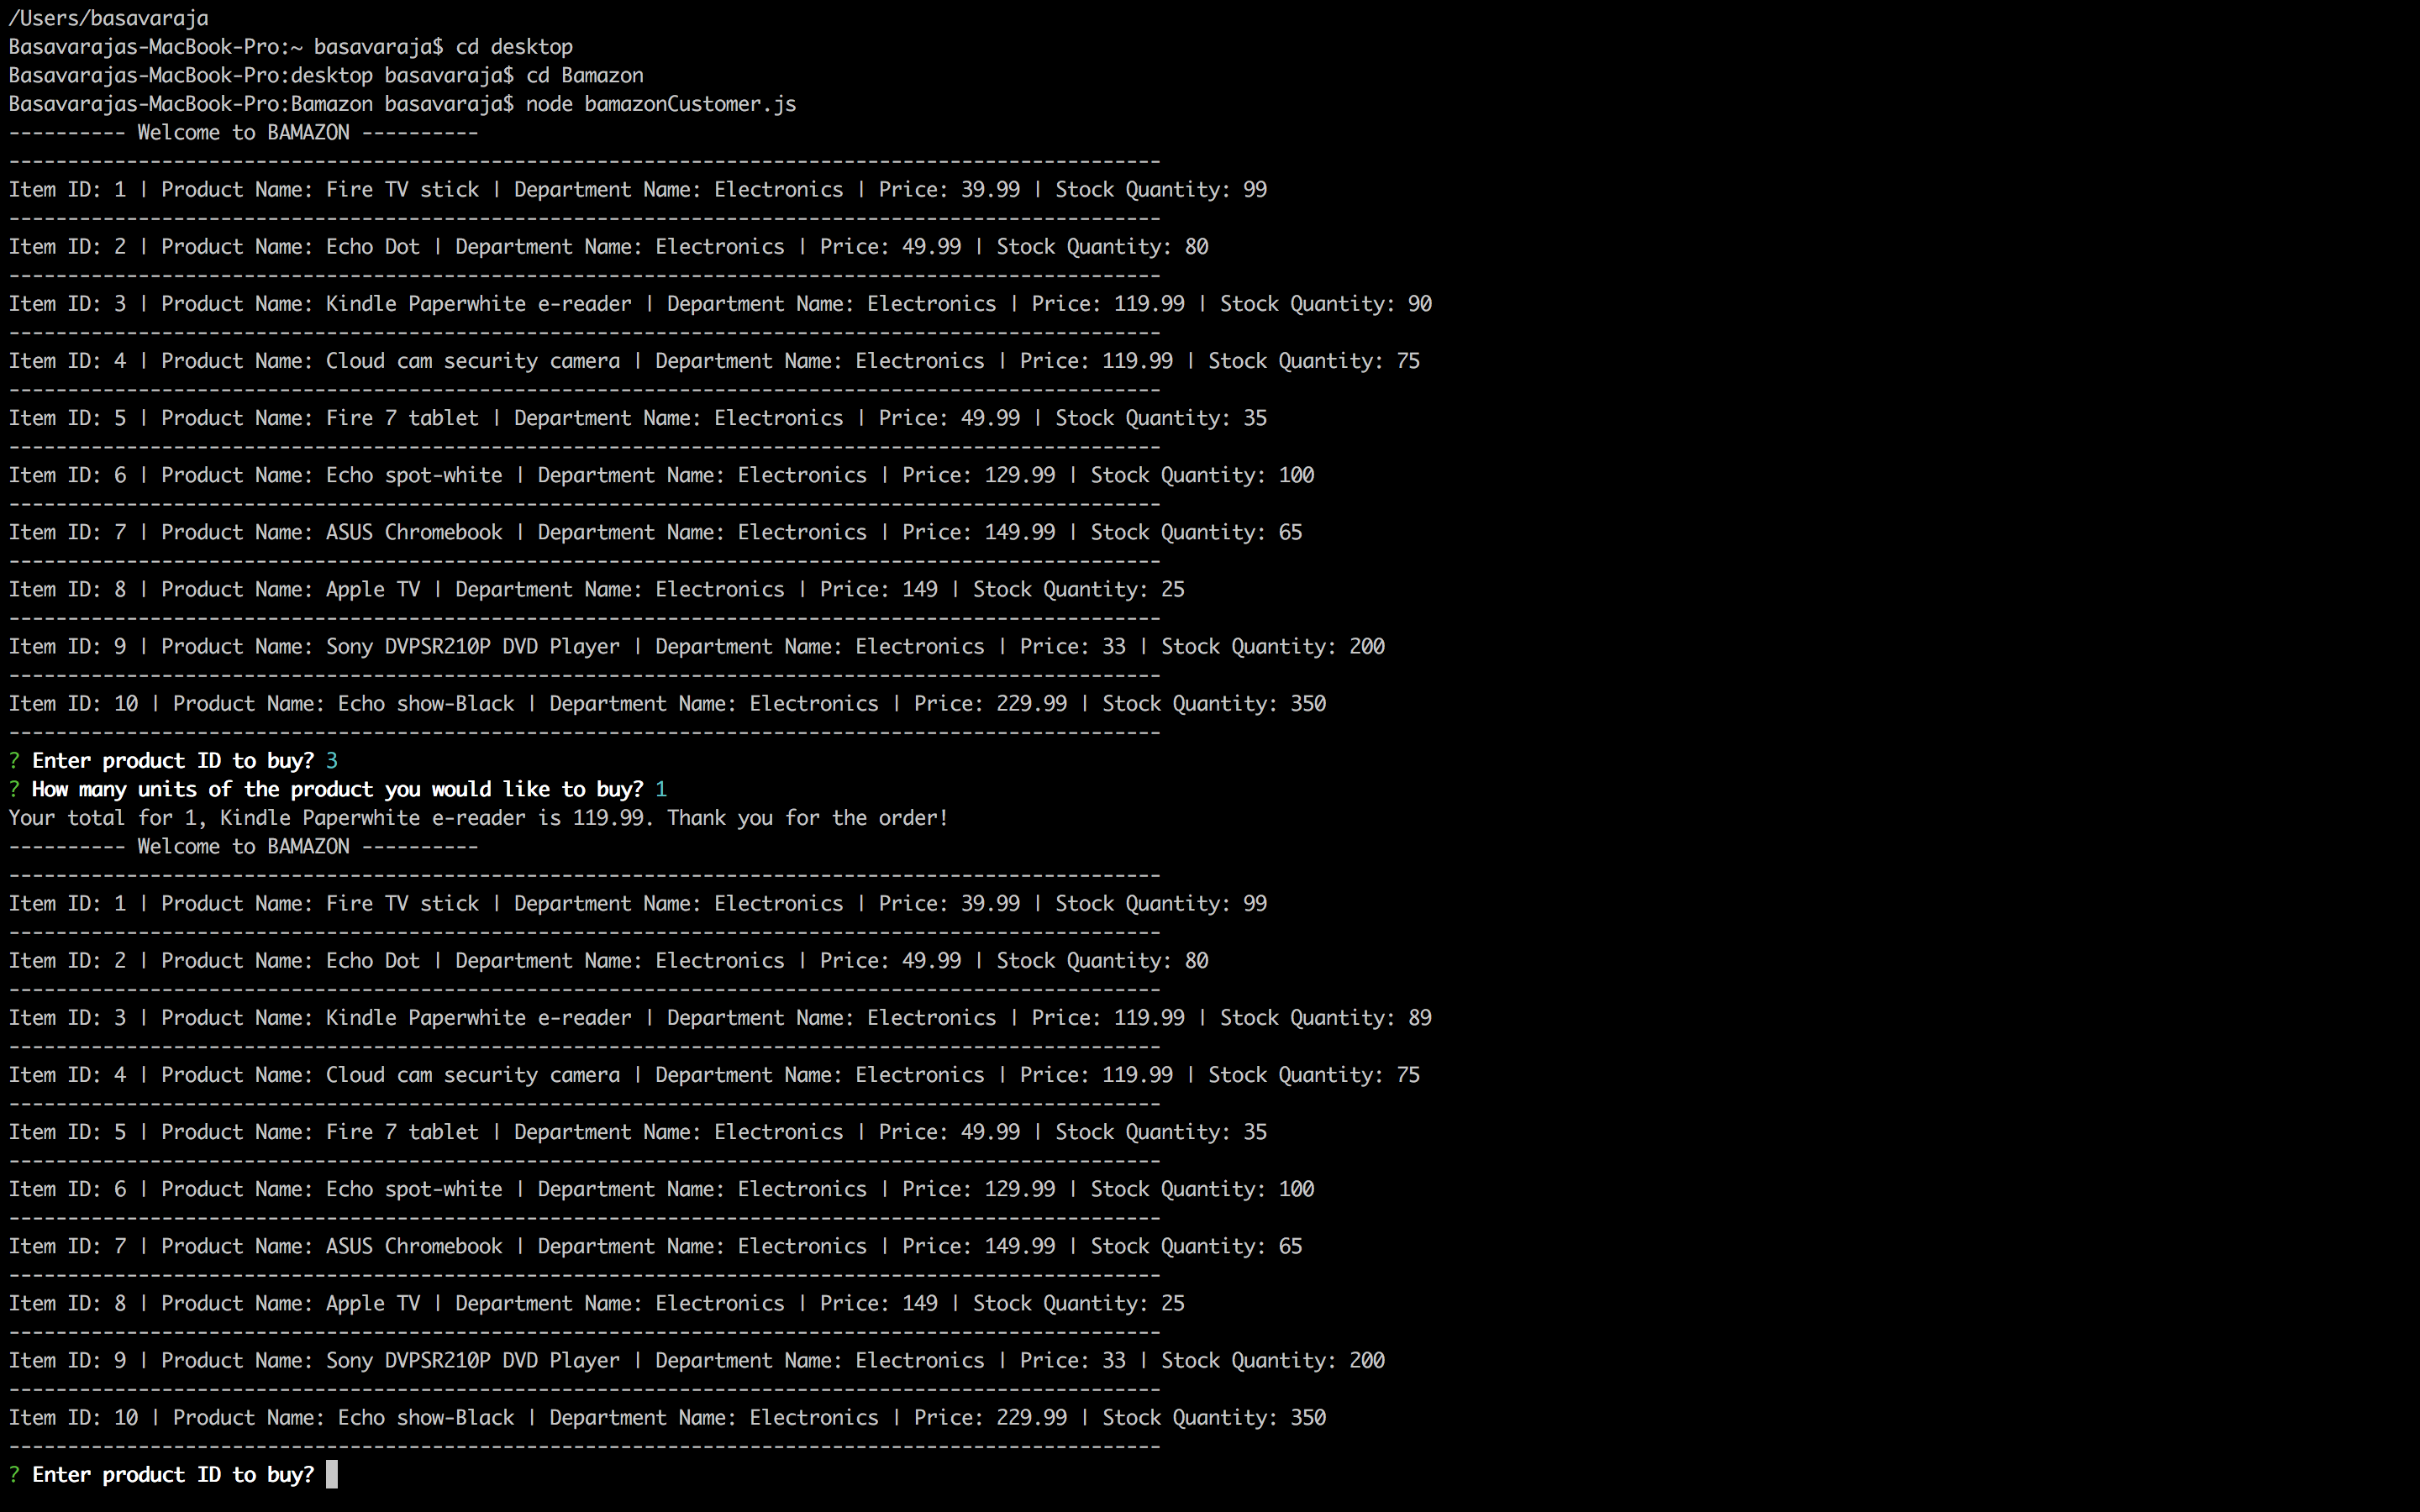 /Users/basavaraja
Basavarajas-MacBook-Pro:~ basavaraja$ cd desktop
Basavarajas-MacBook-Pro:desktop basavaraja$ cd Bamazon
Basavarajas-MacBook-Pro:Bamazon basavaraja$ node bamazonCustomer.js
---------- Welcome to BAMAZON ----------
--------------------------------------------------------------------------------------------------
Item ID: 1 | Product Name: Fire TV stick | Department Name: Electronics | Price: 39.99 | Stock Quantity: 99
--------------------------------------------------------------------------------------------------
Item ID: 2 | Product Name: Echo Dot | Department Name: Electronics | Price: 49.99 | Stock Quantity: 80
--------------------------------------------------------------------------------------------------
Item ID: 3 | Product Name: Kindle Paperwhite e-reader | Department Name: Electronics | Price: 119.99 | Stock Quantity: 90
--------------------------------------------------------------------------------------------------
Item ID: 4 | Product Name: Cloud cam security camera | Department Name: Electronics | Price: 119.99 | Stock Quantity: 75
--------------------------------------------------------------------------------------------------
Item ID: 5 | Product Name: Fire 7 tablet | Department Name: Electronics | Price: 49.99 | Stock Quantity: 35
--------------------------------------------------------------------------------------------------
Item ID: 6 | Product Name: Echo spot-white | Department Name: Electronics | Price: 129.99 | Stock Quantity: 100
--------------------------------------------------------------------------------------------------
Item ID: 7 | Product Name: ASUS Chromebook | Department Name: Electronics | Price: 149.99 | Stock Quantity: 65
--------------------------------------------------------------------------------------------------
Item ID: 8 | Product Name: Apple TV | Department Name: Electronics | Price: 149 | Stock Quantity: 25
--------------------------------------------------------------------------------------------------
Item ID: 9 | Product Name: Sony DVPSR210P DVD Player | Department Name: Electronics | Price: 33 | Stock Quantity: 200
--------------------------------------------------------------------------------------------------
Item ID: 10 | Product Name: Echo show-Black | Department Name: Electronics | Price: 229.99 | Stock Quantity: 350
--------------------------------------------------------------------------------------------------
? Enter product ID to buy? 3
? How many units of the product you would like to buy? 1
Your total for 1, Kindle Paperwhite e-reader is 119.99. Thank you for the order!
---------- Welcome to BAMAZON ----------
--------------------------------------------------------------------------------------------------
Item ID: 1 | Product Name: Fire TV stick | Department Name: Electronics | Price: 39.99 | Stock Quantity: 99
--------------------------------------------------------------------------------------------------
Item ID: 2 | Product Name: Echo Dot | Department Name: Electronics | Price: 49.99 | Stock Quantity: 80
--------------------------------------------------------------------------------------------------
Item ID: 3 | Product Name: Kindle Paperwhite e-reader | Department Name: Electronics | Price: 119.99 | Stock Quantity: 89
--------------------------------------------------------------------------------------------------
Item ID: 4 | Product Name: Cloud cam security camera | Department Name: Electronics | Price: 119.99 | Stock Quantity: 75
--------------------------------------------------------------------------------------------------
Item ID: 5 | Product Name: Fire 7 tablet | Department Name: Electronics | Price: 49.99 | Stock Quantity: 35
--------------------------------------------------------------------------------------------------
Item ID: 6 | Product Name: Echo spot-white | Department Name: Electronics | Price: 129.99 | Stock Quantity: 100
--------------------------------------------------------------------------------------------------
Item ID: 7 | Product Name: ASUS Chromebook | Department Name: Electronics | Price: 149.99 | Stock Quantity: 65
--------------------------------------------------------------------------------------------------
Item ID: 8 | Product Name: Apple TV | Department Name: Electronics | Price: 149 | Stock Quantity: 25
--------------------------------------------------------------------------------------------------
Item ID: 9 | Product Name: Sony DVPSR210P DVD Player | Department Name: Electronics | Price: 33 | Stock Quantity: 200
--------------------------------------------------------------------------------------------------
Item ID: 10 | Product Name: Echo show-Black | Department Name: Electronics | Price: 229.99 | Stock Quantity: 350
--------------------------------------------------------------------------------------------------
? Enter product ID to buy?